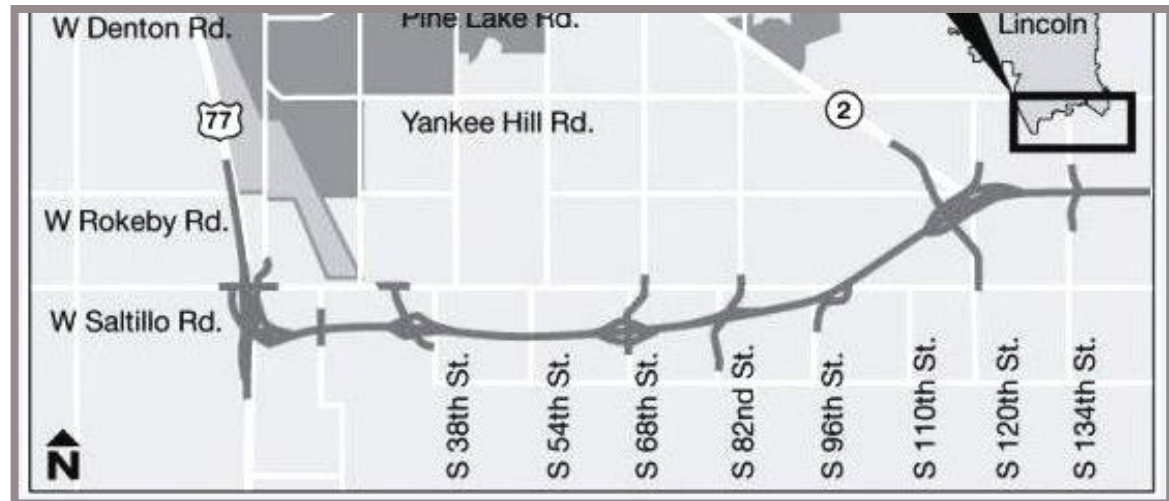 W Denton Rd.
Pine Lake Rd.
Lincoln
77
Yankee Hill Rd.
2
W Rokeby Rd.
W Saltillo Rd.
S 38th St.
S 54th St.
S 68th St.
S 82nd St.
S 96th St.
S 110th St.
S 120th St.
S 134th St.
N